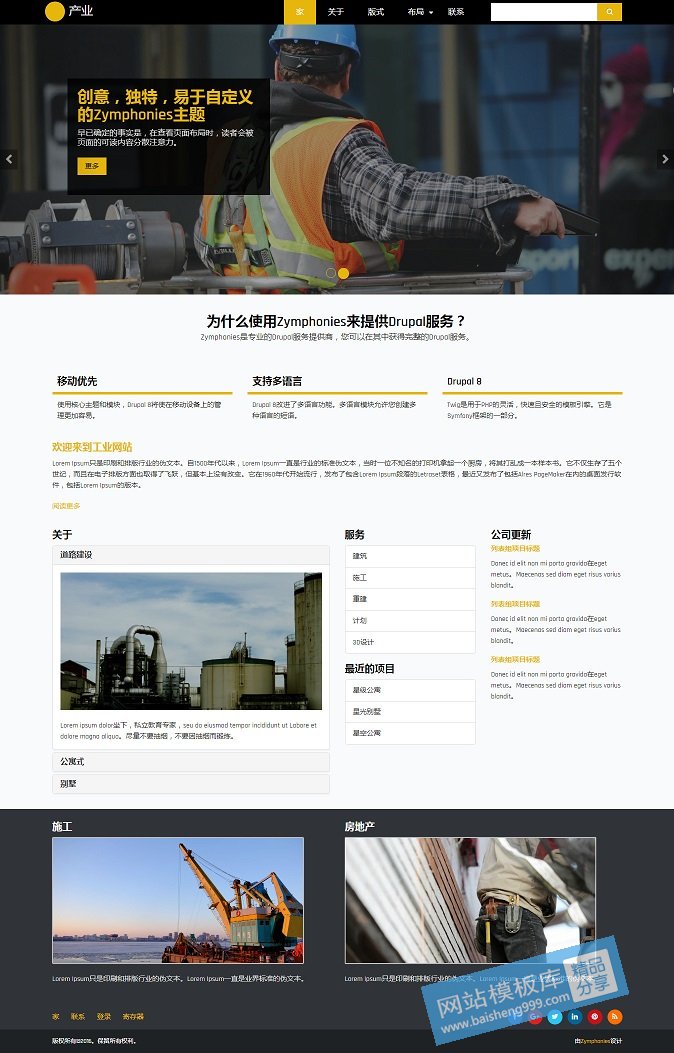 产业
家 关于 版式 布局 联系
创意，独特，易于自定义
的Zymphonies主题
早已确定的事实是，在查看页面布局时，读者会被
页面的可读内容分散注意力。
更多
为什么使用Zymphonies来提供Drupal服务？
Zymphonies是专业的Drupal服务提供商，您可以在其中获得完整的Drupal服务。
移动优先
使用核心主题和模块，Drupal 8将使在移动设备上的管
理更加容易。
支持多语言
Drupal 8改进了多语言功能。多语言模块允许您创建多
种语言的短语。
Drupal 8
Twig是用于PHP的灵活，快速且安全的模板引擎。它是
Symfony框架的一部分。
欢迎来到工业网站
Lorem Ipsum只是印刷和排版行业的伪文本。自1500年代以来，Lorem Ipsum一直是行业的标准伪文本，当时一位不知名的打印机拿起一个厨房，将其打乱成一本样本书。它不仅生存了五个
世纪，而且在电子排版方面也取得了飞跃，但基本上没有改变。它在1960年代开始流行，发布了包含Lorem Ipsum段落的Letraset表格，最近又发布了包括Alres PageMaker在内的桌面发行软
件，包括Lorem Ipsum的版本。
阅读更多
关于
道路建设
Lorem ipsum dolor坐下，私立教育专家，seu do eiusmod tempor incididunt ut Labore et
dolore magna aliqua。尽量不要抽烟，不要因抽烟而锻炼。
公寓式
别墅
服务
建筑
施工
重建
计划
3D设计
最近的项目
星级公寓
星光别墅
星空公寓
公司更新
列表组项目标题
Donec id elit non mi porta gravida在eget
metus。Maecenas sed diam eget risus varius
blandit。
列表组项目标题
Donec id elit non mi porta gravida在eget
metus。Maecenas sed diam eget risus varius
blandit。
列表组项目标题
Donec id elit non mi porta gravida在eget
metus。Maecenas sed diam eget risus varius
blandit。
施工
Lorem Ipsum只是印刷和排版行业的伪文本。Lorem Ipsum一直是业界标准的伪文本。
房地产
Lorem Ipsum只是印刷和排版行业的伪文本。Lorem Ipsum一直是业界标准的伪文本。
家 联系 登录 寄存器
版权所有©2018。保留所有权利。
由Zymphonies设计
网站模板库
精品
分享
www.baisheng999.com